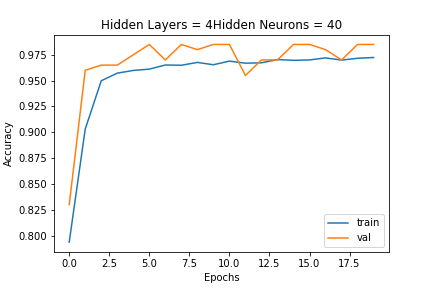 Hidden Layers = 4Hidden Neurons = 40
Accuracy
0.975
0.950
0.925
0.900
0.875
0.850
0.825
0.800
train
val
0.0 2.5 5.0 7.5 10.0 12.5 15.0 17.5
Epochs